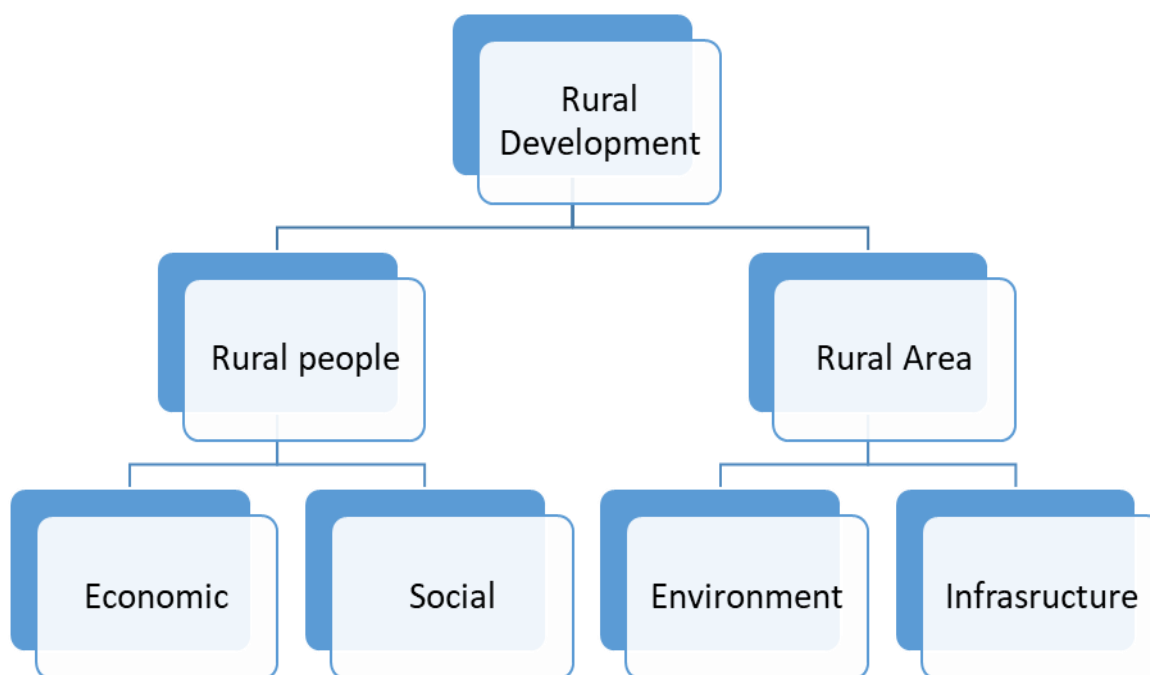 Rural
Development
Rural people
Rural Area
Economic
Social
Environment
Infrasructure